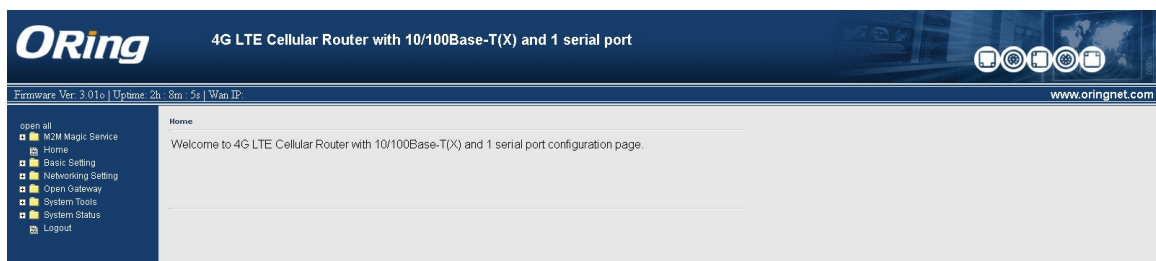 ORing
4G LTE Cellular Router with 10/100Base-T(X) and 1 serial port
Firmware Ver: 3.01o | Uptime: 2h : 8m : 5s | Wan IP:
www.oringnet.com
open all
M2M Magic Service
Home
Basic Setting
Networking Setting
Open Gateway
System Tools
System Status
Logout
Home
Welcome to 4G LTE Cellular Router with 10/100Base-T(X) and 1 serial port configuration page.